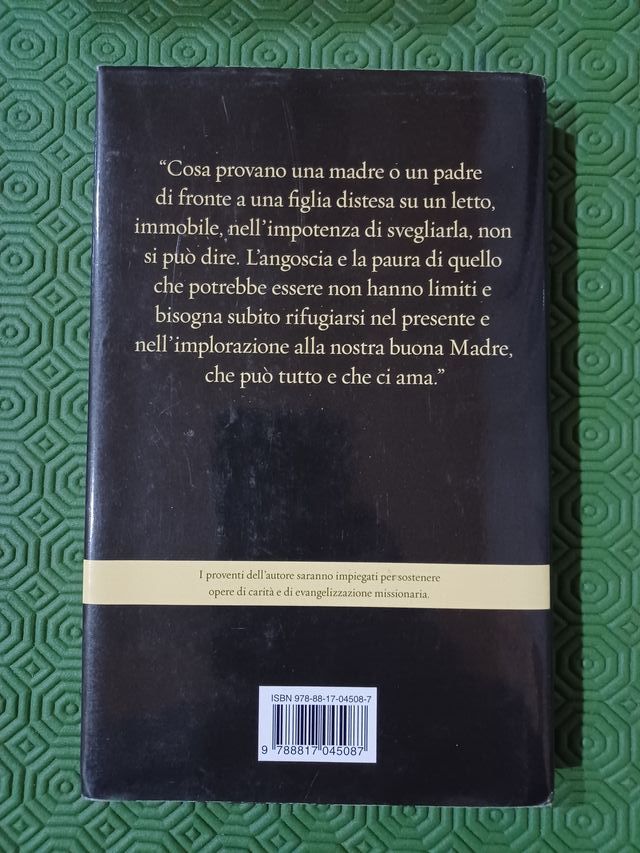 “Cosa provano una madre o un padre
di fronte a una figlia distesa su un letto,
immobile, nell’impotenza di svegliarla, non
si può dire. L’angoscia e la paura di quello
che potrebbe essere non hanno limiti e
bisogna subito rifugiarsi nel presente e
nell’implorazione alla nostra buona Madre,
che può tutto e che ci ama.”
I proventi dell’autore saranno impiegati per sostenere
opere di carità e di evangelizzazione missionaria.
ISBN 978-88-17-04508-7
9 788817 045087